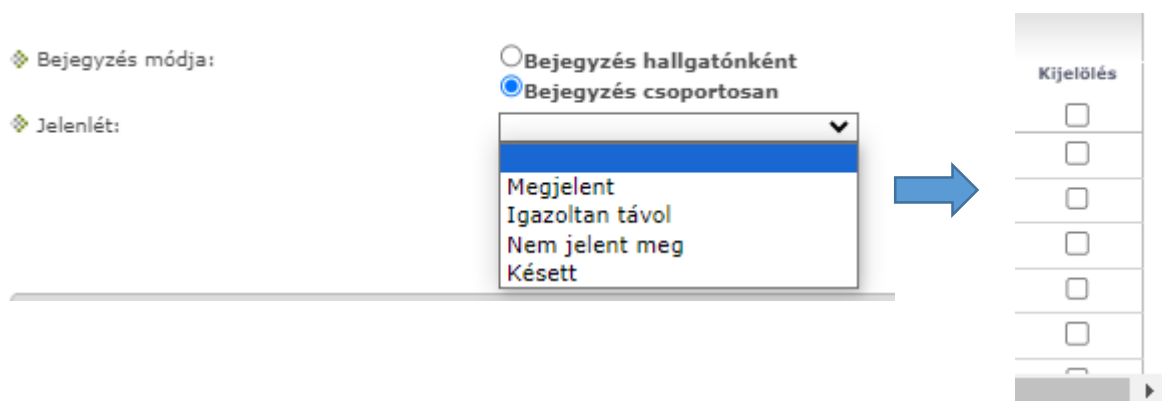 Bejegyzés módja:
Bejegyzés hallgatónként
Bejegyzés csoportosan
Jelenlét:
Megjelent
Igazoltan távol
Nem jelent meg
Késett
Kijelölés